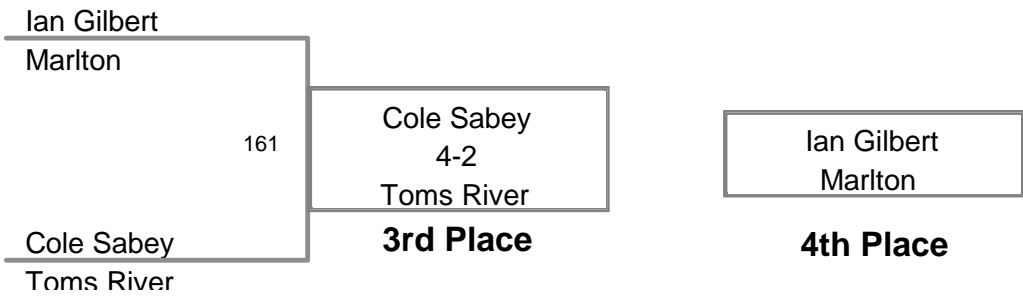 Ian Gilbert
Marlton
161
Cole Sabey
4-2
Toms River
3rd Place
Ian Gilbert
Marlton
4th Place
Cole Sabey
Toms River